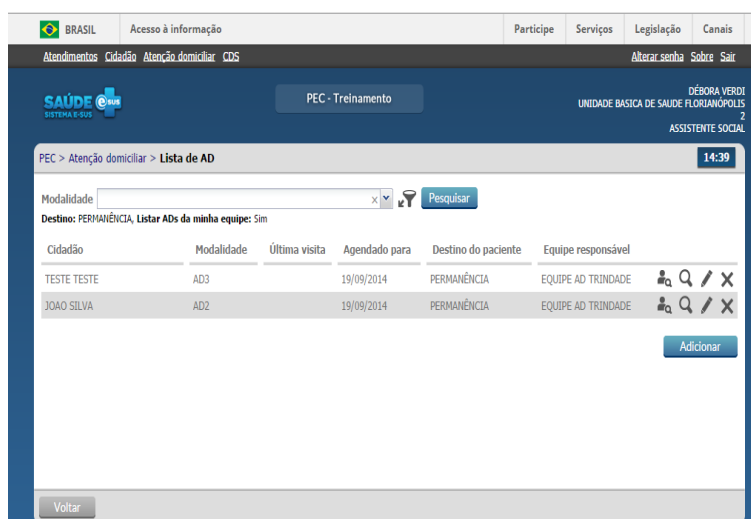 BRASIL Acesso à informação Participe Serviços Legislação Canais
Atendimentos Cidadão Atenção domiciliar CDS Alterar senha Sobre Sair
SAÚDE e sus
SISTEMA E-SUS
PEC - Treinamento
DÉBORA VERDI
UNIDADE BASICA DE SAUDE FLORIANÓPOLIS
2
ASSISTENTE SOCIAL
PEC > Atenção domiciliar > Lista de AD 14:39
Modalidade x Pesquisar
Destino: PERMANÊNCIA, Listar ADs da minha equipe: Sim
Cidadão Modalidade Última visita Agendado para Destino do paciente Equipe responsável
TESTE TESTE AD3 19/09/2014 PERMANÊNCIA EQUIPE AD TRINDADE
JOAO SILVA AD2 19/09/2014 PERMANÊNCIA EQUIPE AD TRINDADE
Adicionar
Voltar